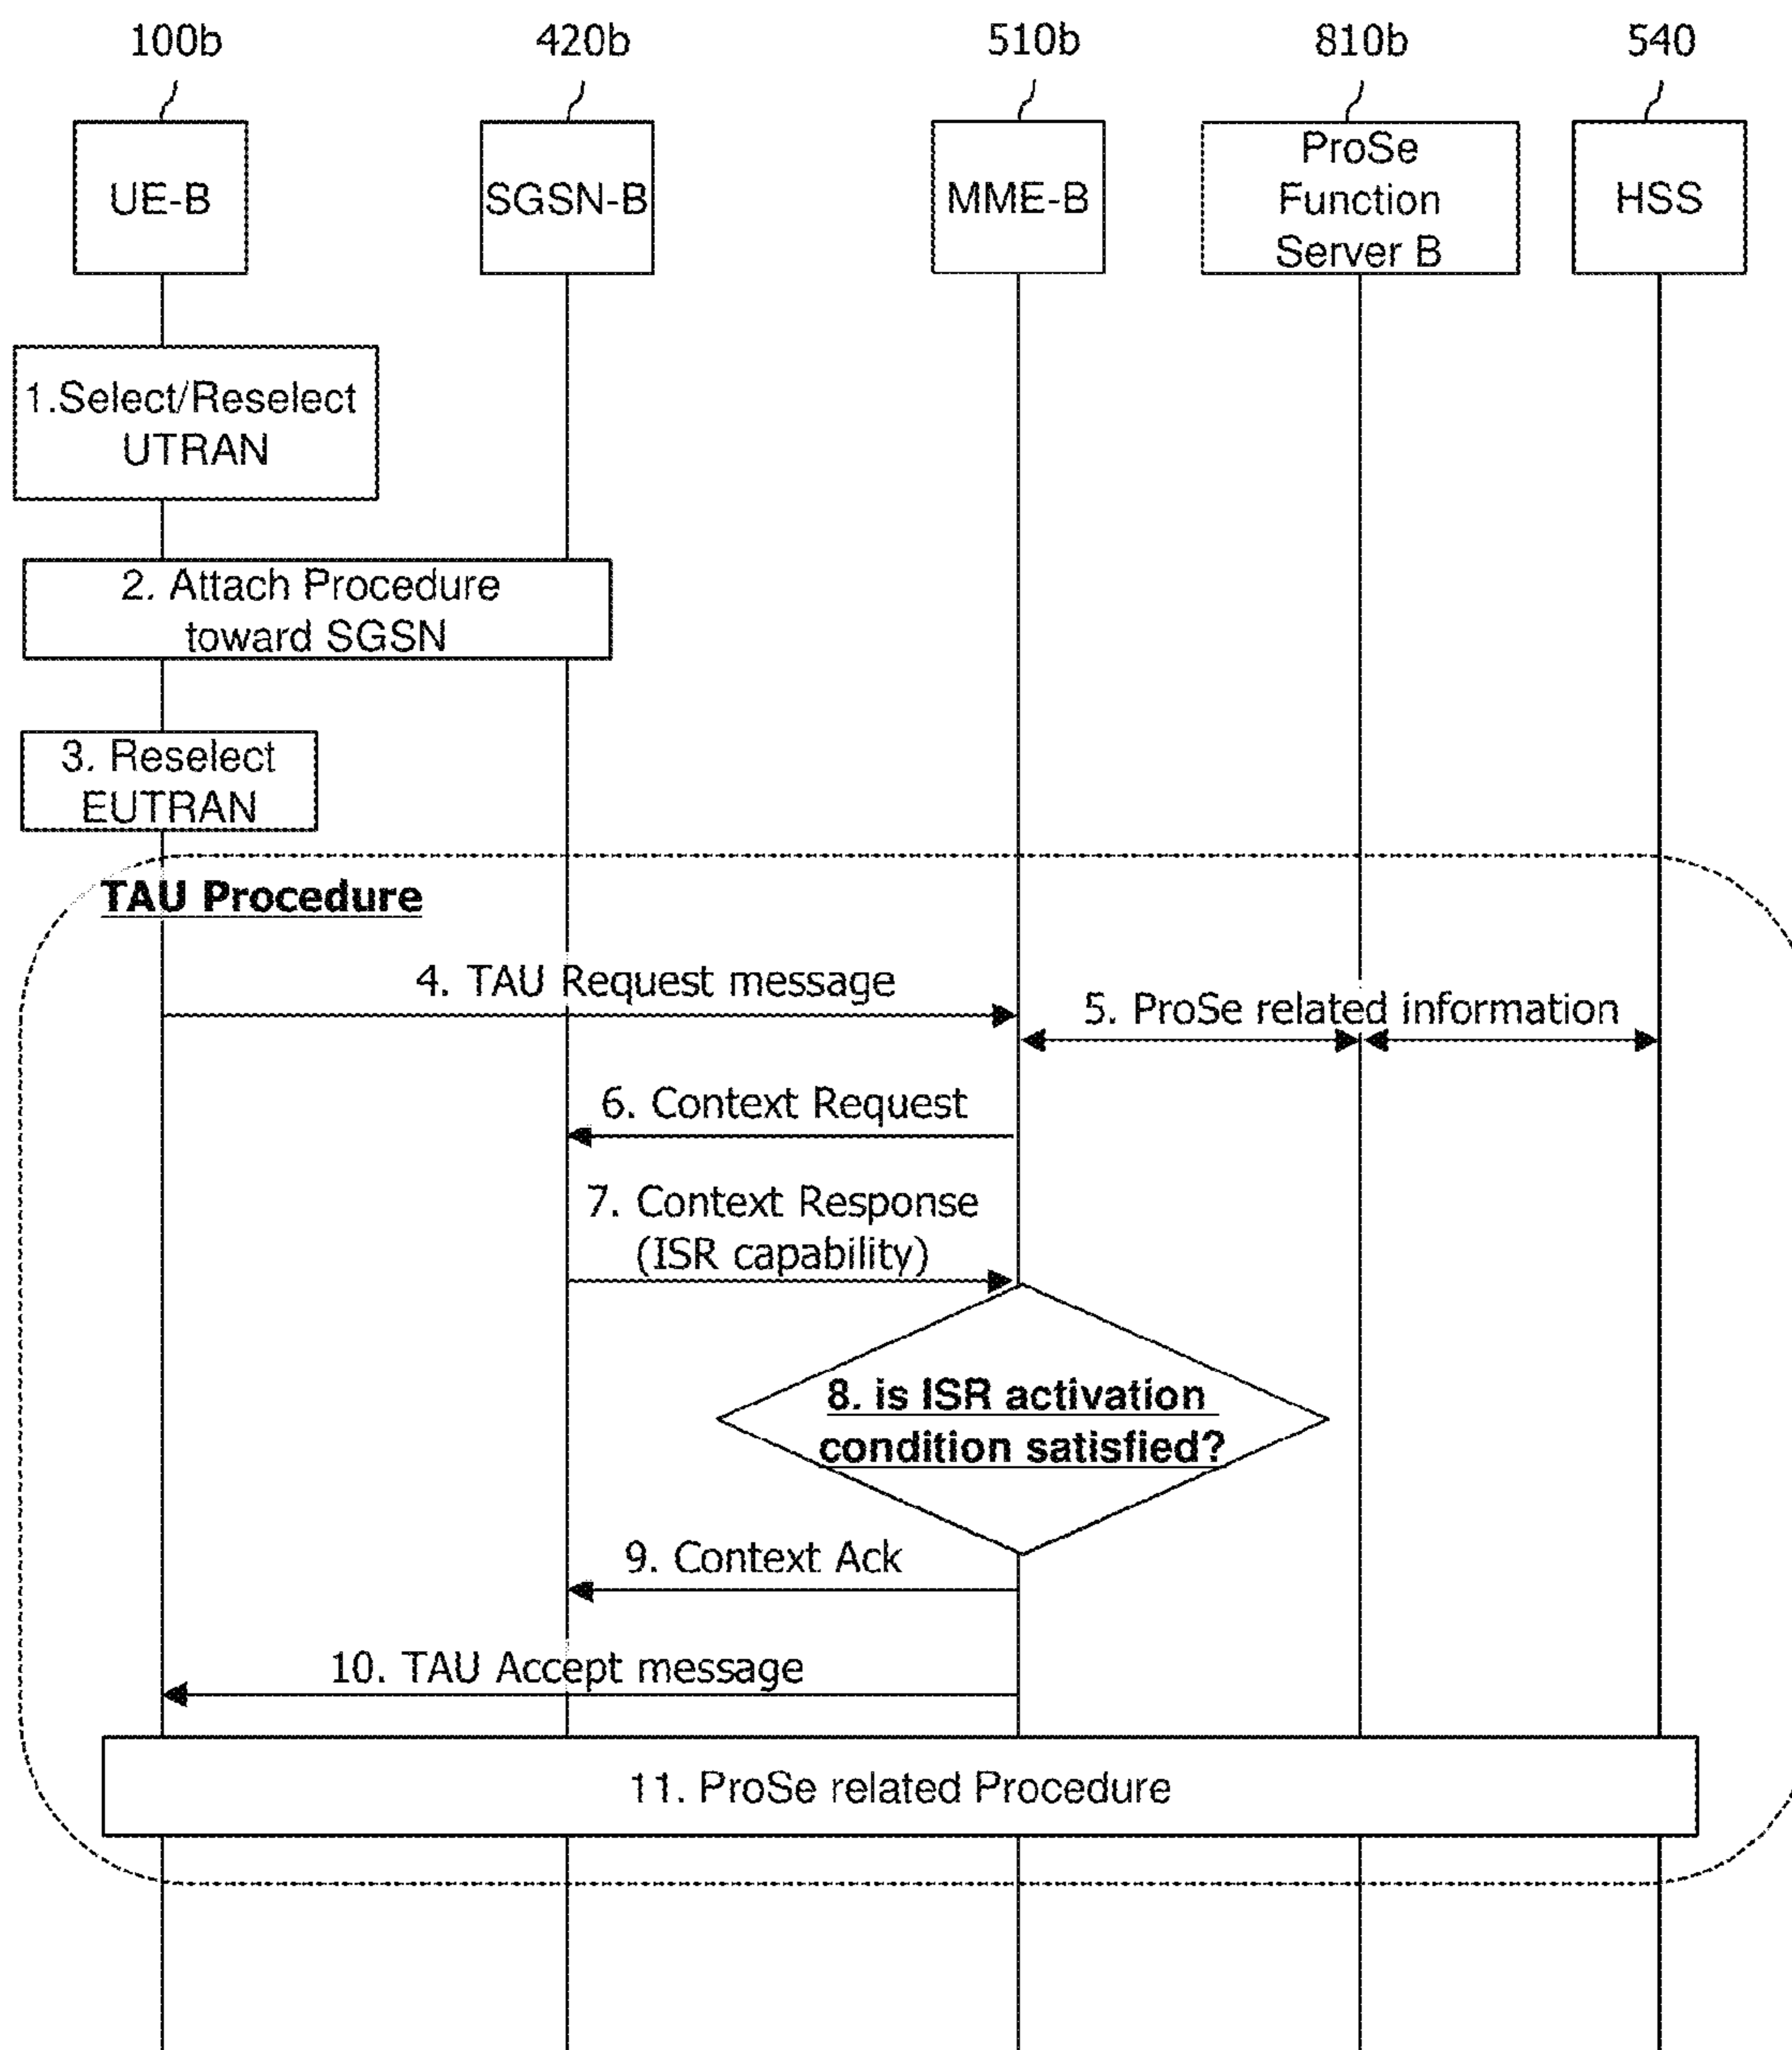 100b
420b
510b
810b
540
UE-B
SGSN-B
MME-B
ProSe
Function
Server B
HSS
1.Select/Reselect
UTRAN
2. Attach Procedure
toward SGSN
3. Reselect
EUTRAN
TAU Procedure
4. TAU Request message
5. ProSe related information
6. Context Request
7. Context Response
(ISR capability)
8. is ISR activation
condition satisfied?
9. Context Ack
10. TAU Accept message
11. ProSe related Procedure